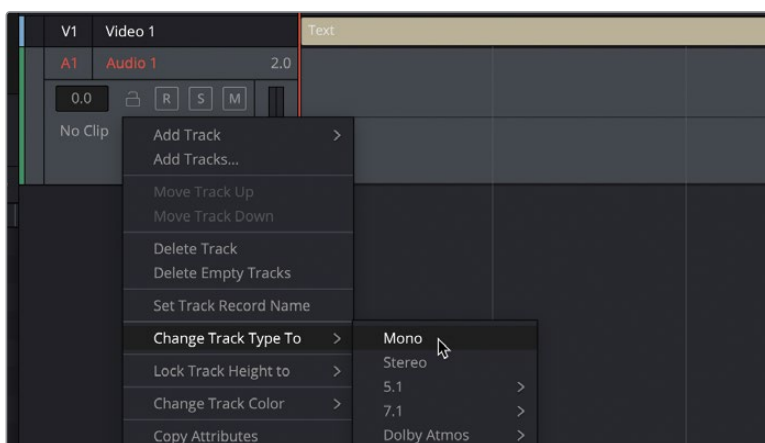 V1 Video 1 Text
A1 Audio 1 2.0
0.0 R S M
No Clip
Add Track >
Add Tracks...
Move Track Up
Move Track Down
Delete Track
Delete Empty Tracks
Set Track Record Name
Change Track Type To >
Lock Track Height to >
Change Track Color >
Copy Attributes
Mono
Stereo
5.1 >
7.1 >
Dolby Atmos >